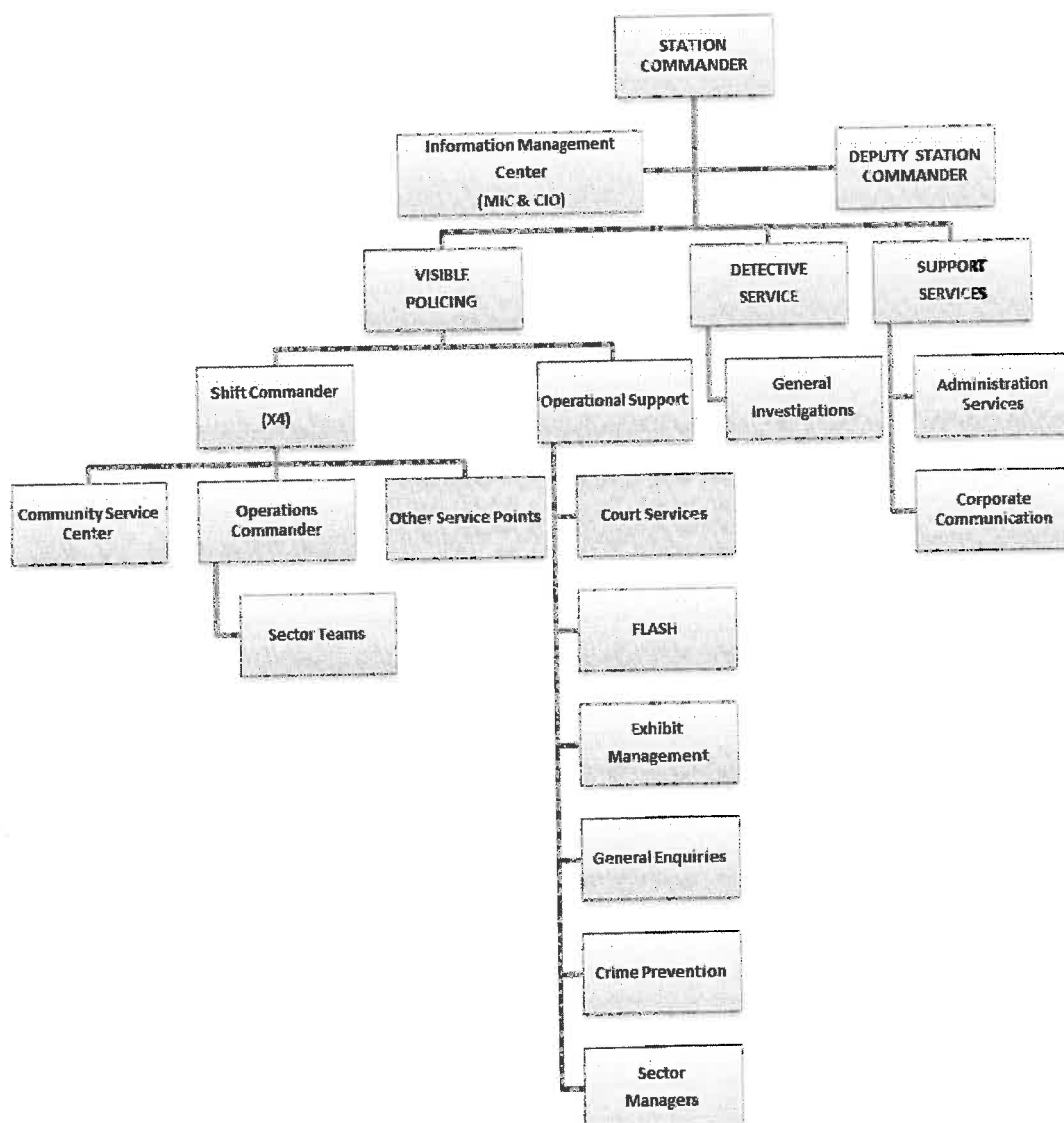 STATION
COMMANDER
Information Management
Center
(MIC & CIO)
DEPUTY STATION
COMMANDER
VISIBLE
POLICING
DETECTIVE
SERVICE
SUPPORT
SERVICES
Shift Commander
(X4)
Operational Support
General
Investigations
Administration
Services
Community Service
Center
Operations
Commander
Other Service Points
Court Services
Corporate
Communication
Sector Teams
FLASH
Exhibit
Management
General Enquiries
Crime Prevention
Sector
Managers